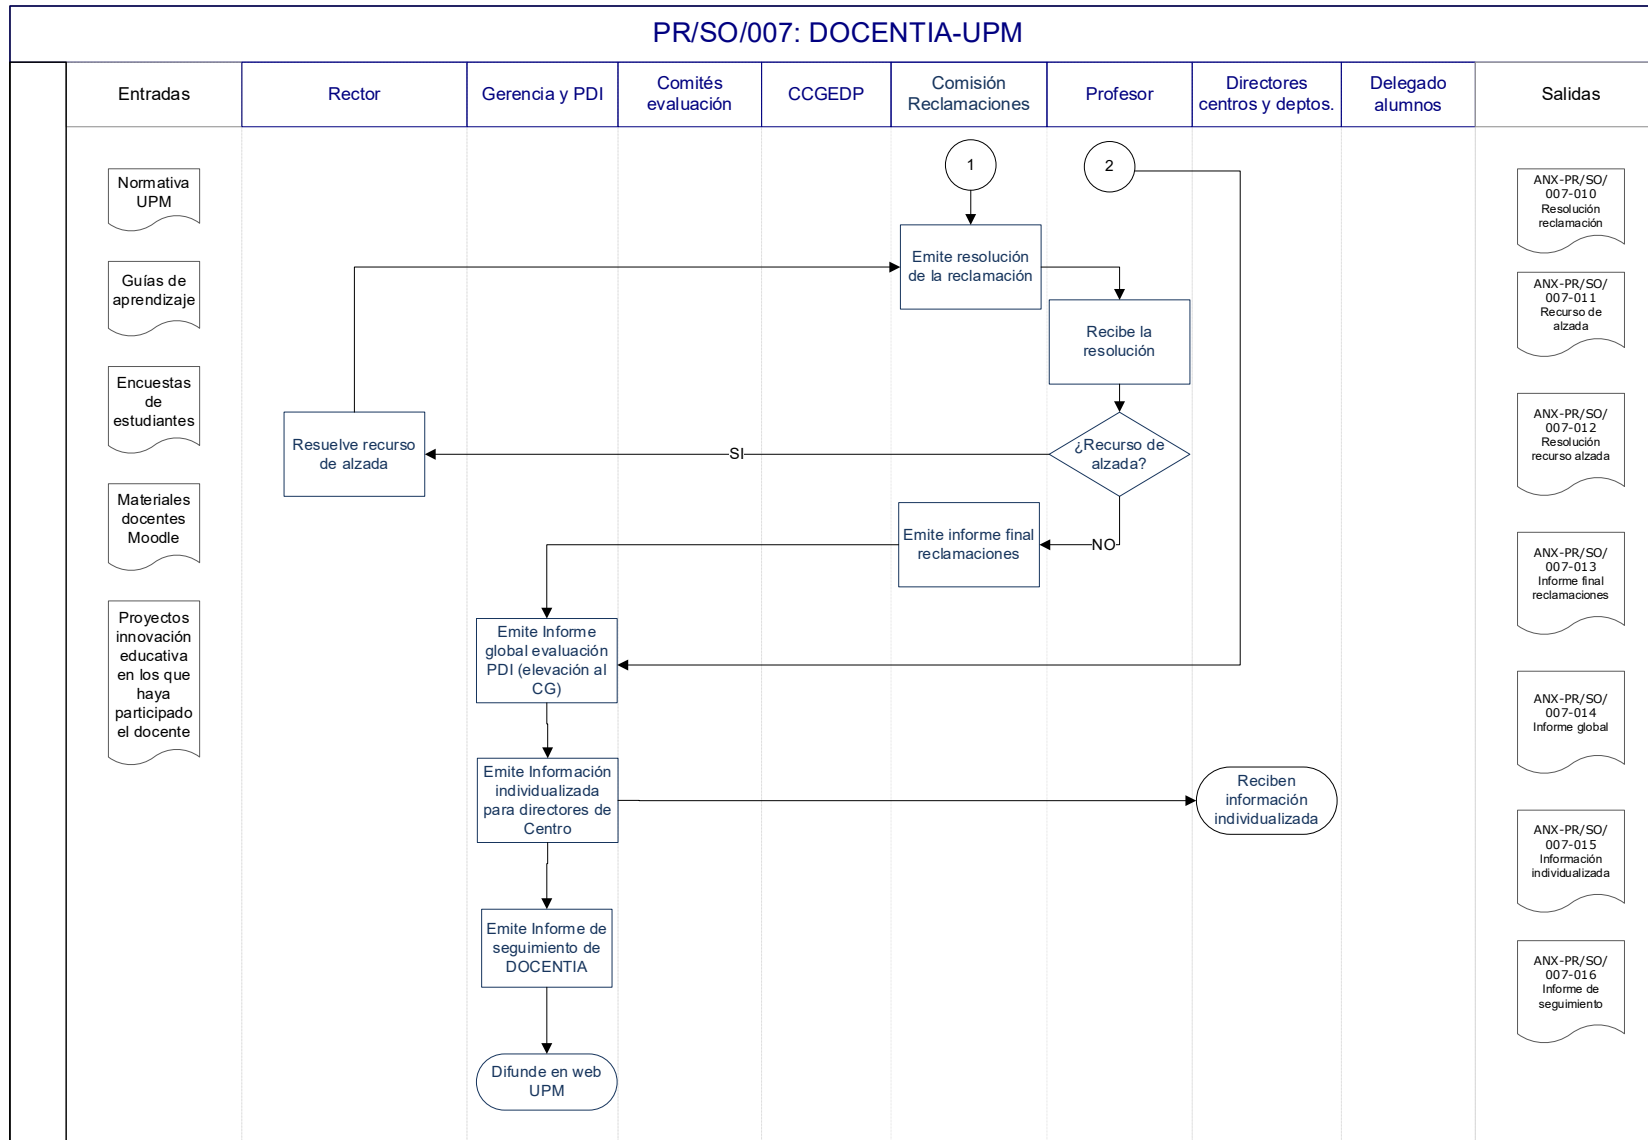 PR/SO/007: DOCENTIA-UPM
Entradas
Rector
Gerencia y PDI
Comités
evaluación
CCGEDP
Comisión
Reclamaciones
Profesor
Directores
centros y deptos.
Delegado
alumnos
Salidas
Normativa
UPM
Guías de
aprendizaje
Encuestas
de
estudiantes
Materiales
docentes
Moodle
Proyectos
innovación
educativa
en los que
haya
participado
el docente
1
2
Emite resolución
de la reclamación
Recibe la
resolución
¿Recurso de
alzada?
SI
Resuelve recurso
de alzada
NO
Emite informe final
reclamaciones
Emite Informe
global evaluación
PDI (elevación al
CG)
Emite Información
individualizada
para directores de
Centro
Reciben
información
individualizada
Emite Informe de
seguimiento de
DOCENTIA
Difunde en web
UPM
ANX-PR/SO/
007-010
Resolución
reclamación
ANX-PR/SO/
007-011
Recurso de
alzada
ANX-PR/SO/
007-012
Resolución
recurso alzada
ANX-PR/SO/
007-013
Informe final
reclamaciones
ANX-PR/SO/
007-014
Informe global
ANX-PR/SO/
007-015
Información
individualizada
ANX-PR/SO/
007-016
Informe de
seguimiento